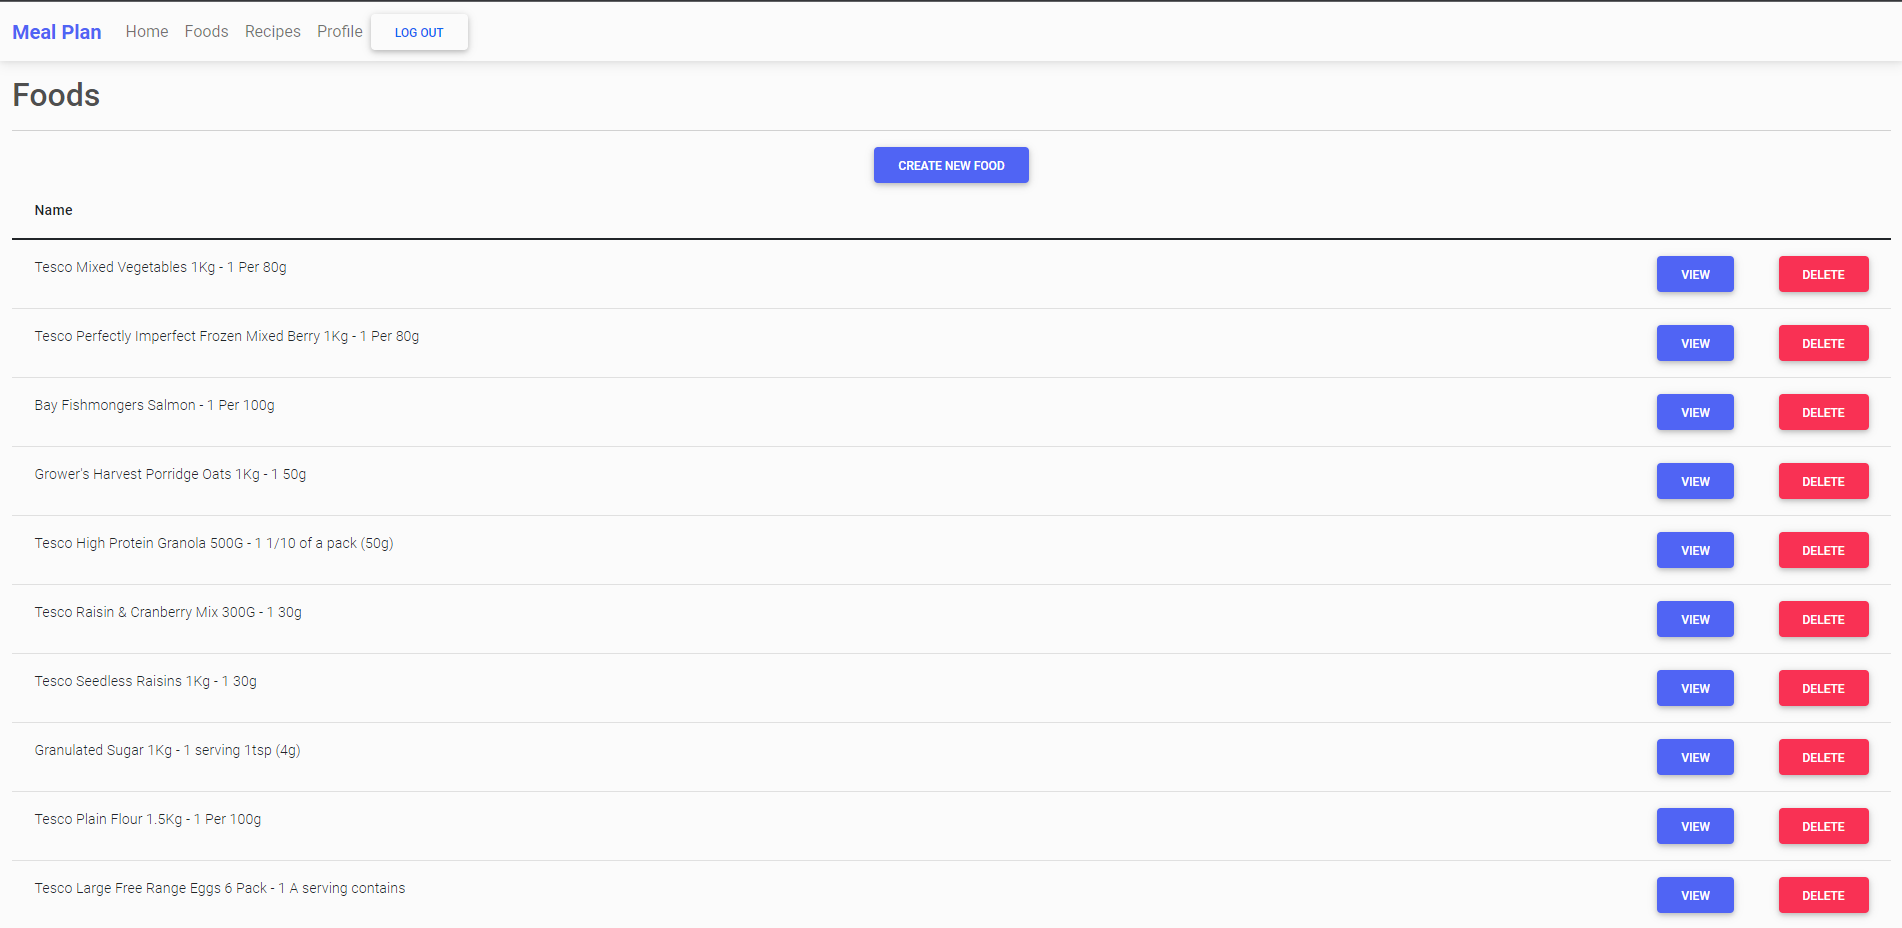 Meal Plan Home Foods Recipes Profile LOG OUT
Foods
CREATE NEW FOOD
Name
Tesco Mixed Vegetables 1Kg - 1 Per 80g VIEW DELETE
Tesco Perfectly Imperfect Frozen Mixed Berry 1Kg - 1 Per 80g VIEW DELETE
Bay Fishmongers Salmon - 1 Per 100g VIEW DELETE
Grower's Harvest Porridge Oats 1Kg - 1 50g VIEW DELETE
Tesco High Protein Granola 500G - 1 1/10 of a pack (50g) VIEW DELETE
Tesco Raisin & Cranberry Mix 300G - 1 30g VIEW DELETE
Tesco Seedless Raisins 1Kg - 1 30g VIEW DELETE
Granulated Sugar 1Kg - 1 serving 1tsp (4g) VIEW DELETE
Tesco Plain Flour 1.5Kg - 1 Per 100g VIEW DELETE
Tesco Large Free Range Eggs 6 Pack - 1 A serving contains VIEW DELETE